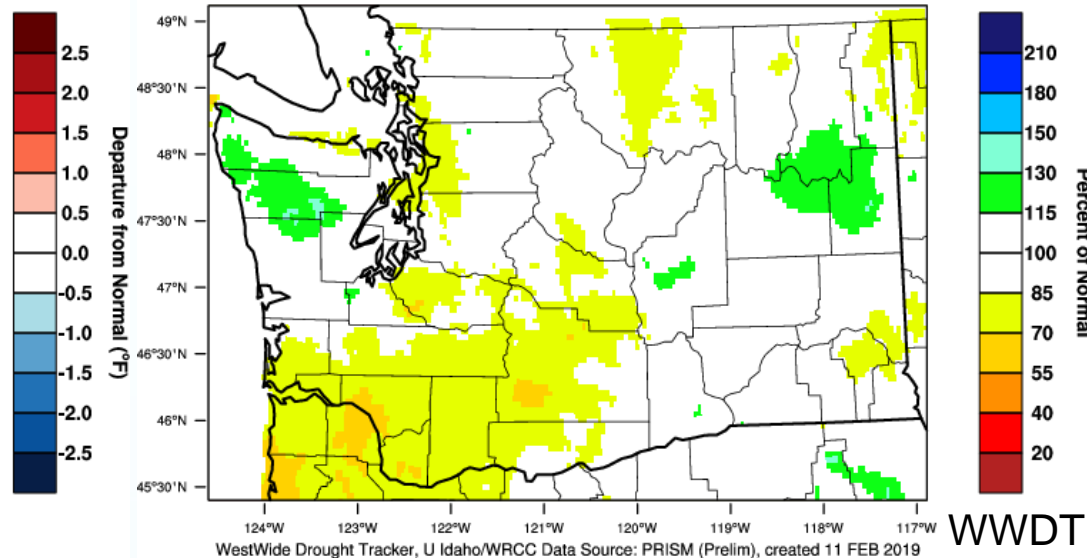 2.5
2.0
1.5
1.0
0.5
0.0
-0.5
-1.0
-1.5
-2.0
-2.5
Departure from Normal (°F)
49°N
48°30'N
48°N
47°30'N
47°N
46°30'N
46°N
45°30'N
124°W 123°W 122°W 121°W 120°W 119°W 118°W 117°W
WestWide Drought Tracker, U Idaho/WRCC Data Source: PRISM (Prelim), created 11 FEB 2019
210
180
150
130
115
100
85
70
55
40
20
Percent of Normal
WWDT